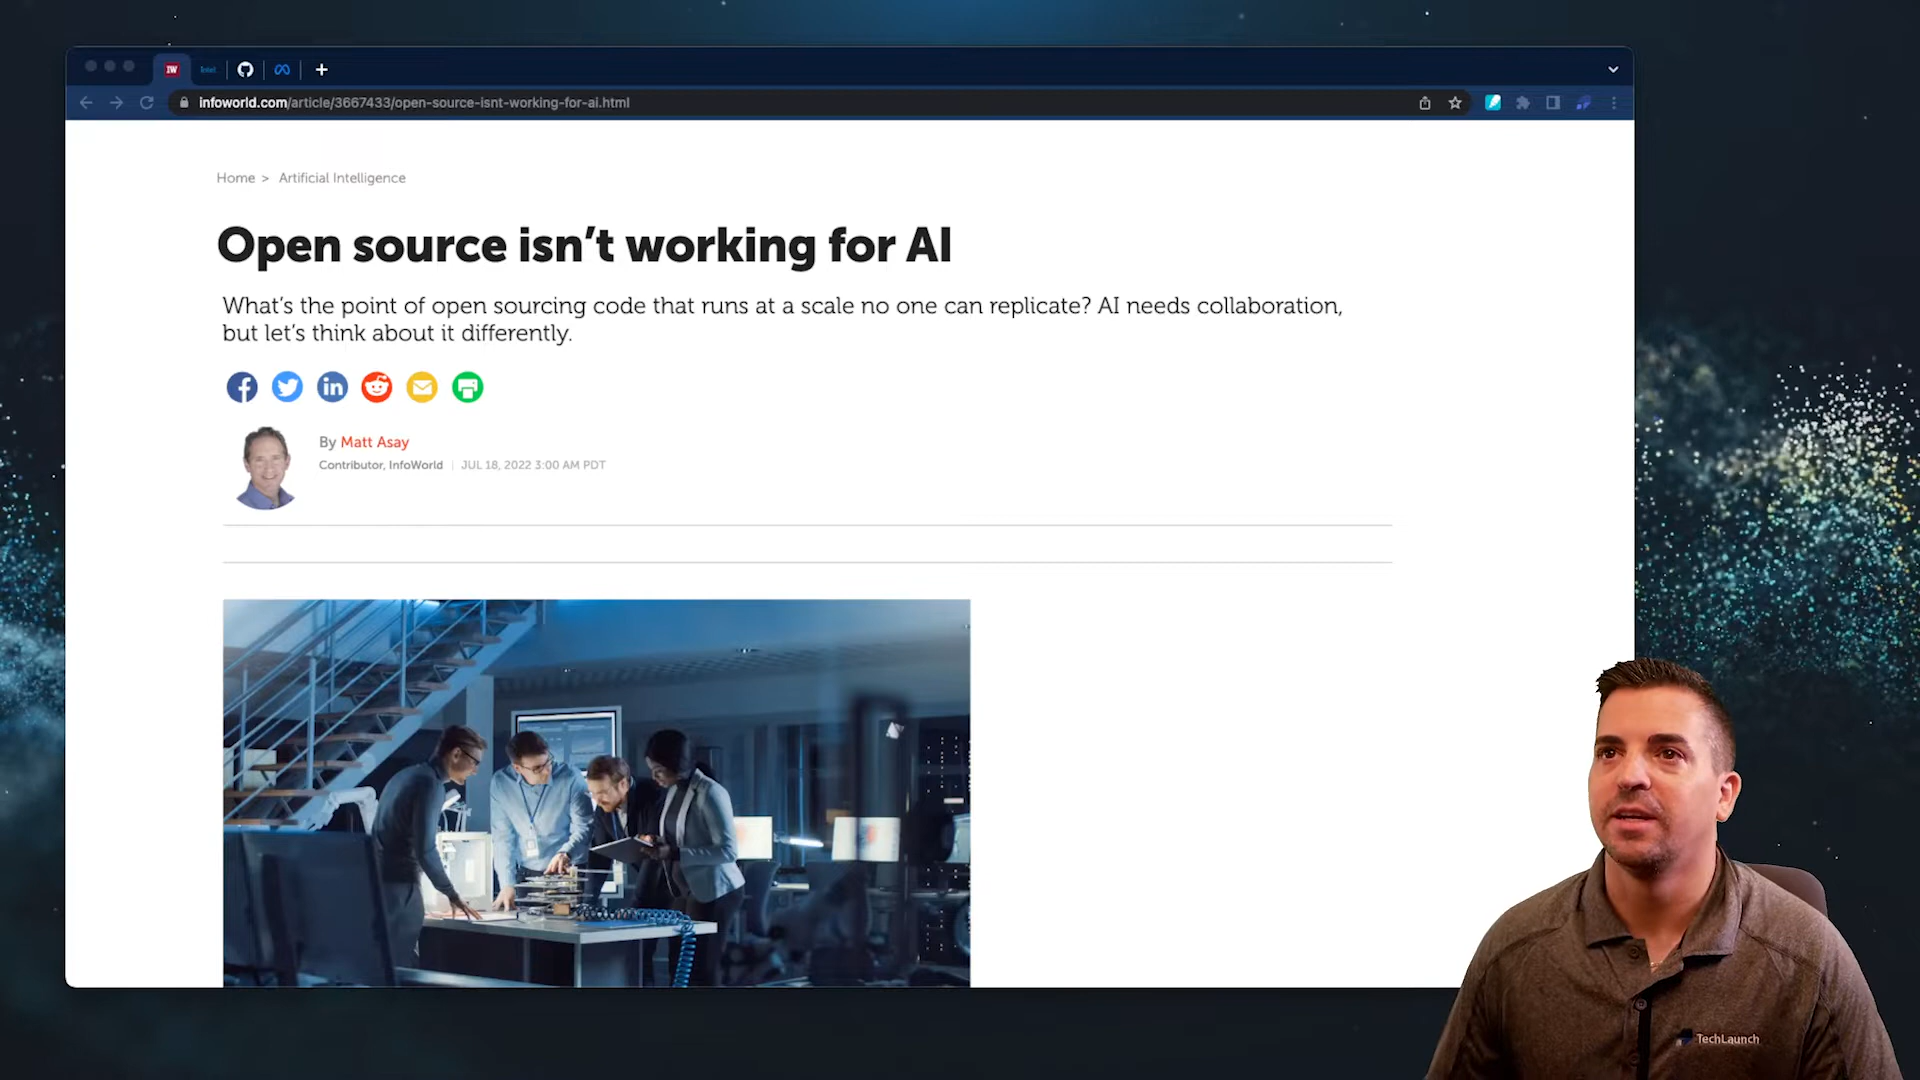 IW
intel
infoworld.com/article/3667433/open-source-isnt-working-for-ai.html
Home > Artificial Intelligence
Open source isn’t working for AI
What’s the point of open sourcing code that runs at a scale no one can replicate? AI needs collaboration,
but let’s think about it differently.
in
By Matt Asay
Contributor, InfoWorld | JUL 18, 2022 3:00 AM PDT
TechLaunch